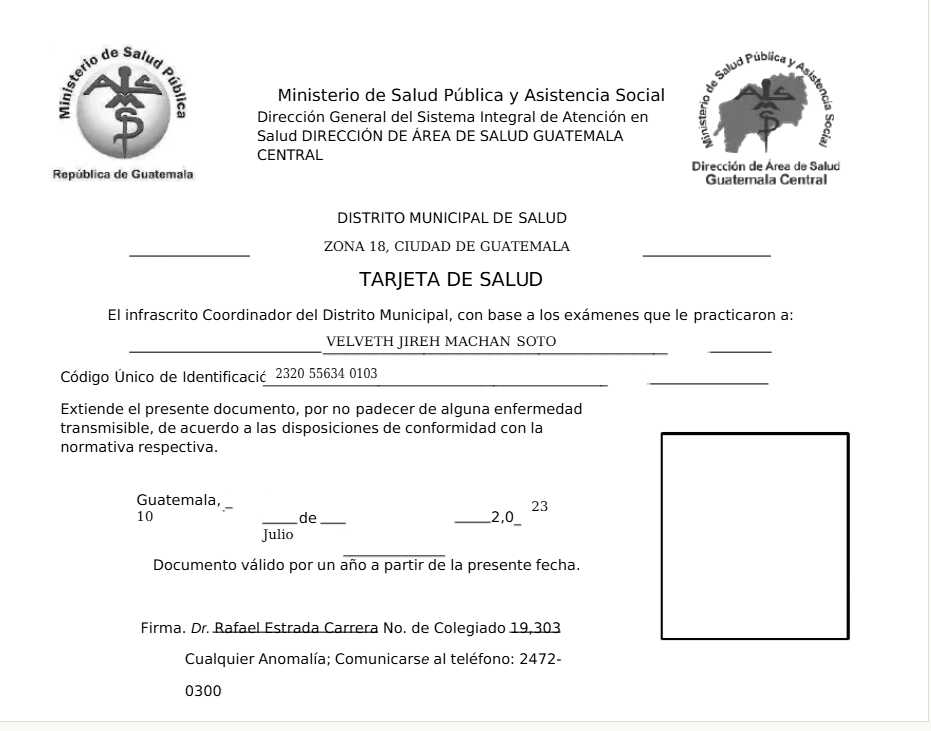 Ministerio de Salud Pública
República de Guatemala
Ministerio de Salud Pública y Asistencia Social
Dirección General del Sistema Integral de Atención en
Salud DIRECCIÓN DE ÁREA DE SALUD GUATEMALA
CENTRAL
Ministerio de Salud Pública y Asistencia Social
Dirección de Área de Salud
Guatemala Central
DISTRITO MUNICIPAL DE SALUD
ZONA 18, CIUDAD DE GUATEMALA
TARJETA DE SALUD
El infrascrito Coordinador del Distrito Municipal, con base a los exámenes que le practicaron a:
VELVETH JIREH MACHAN SOTO
Código Único de Identificació 2320 55634 0103
Extiende el presente documento, por no padecer de alguna enfermedad
transmisible, de acuerdo a las disposiciones de conformidad con la
normativa respectiva.
Guatemala, _
10
____de ___ ____2,0_ 23
Julio
Documento válido por un año a partir de la presente fecha.
Firma. Dr. Rafael Estrada Carrera No. de Colegiado 19,303
Cualquier Anomalía; Comunicarse al teléfono: 2472-
0300